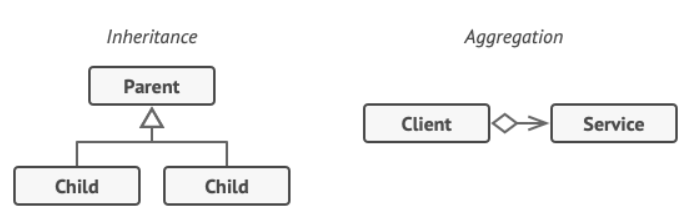 Inheritance
Parent
Child
Child
Aggregation
Client
Service